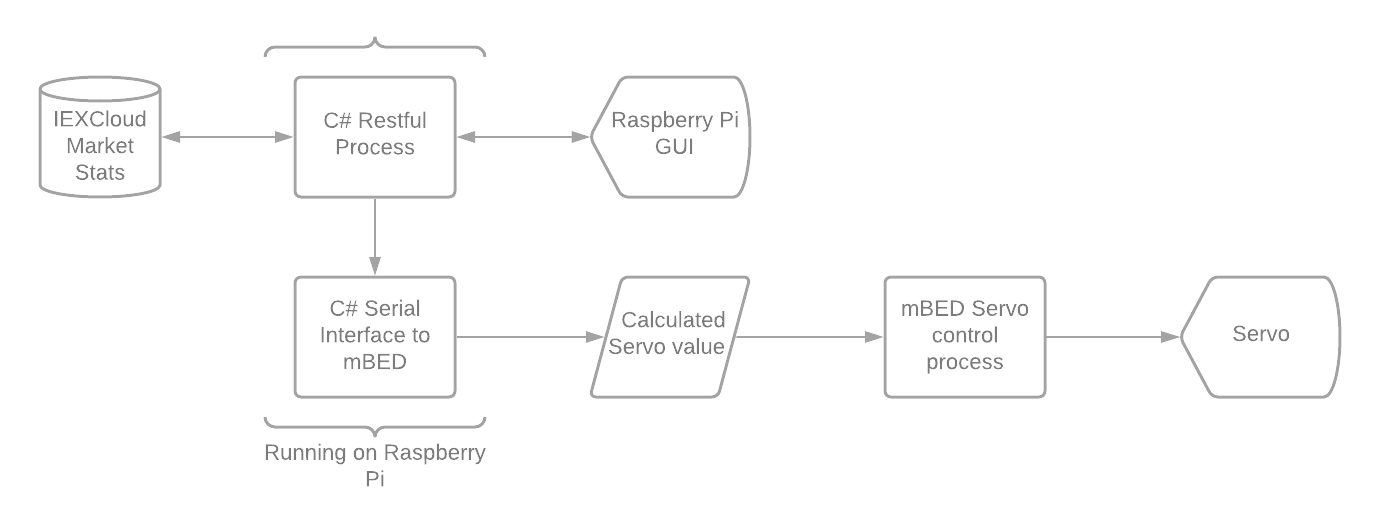 IEXCloud
Market
Stats
C# Restful
Process
Raspberry Pi
GUI
C# Serial
Interface to
mBED
Calculated
Servo value
mBED Servo
control
process
Servo
Running on Raspberry
Pi